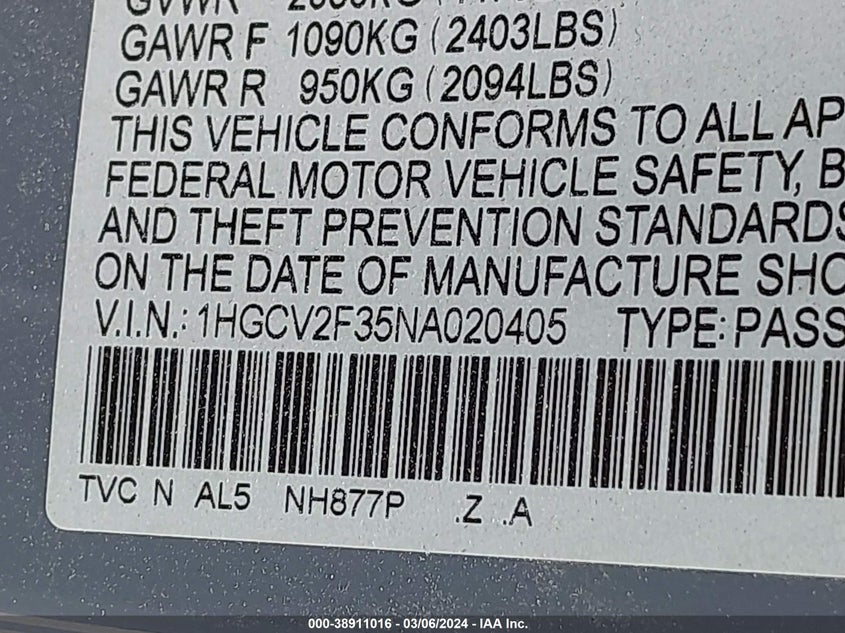 GVWR
GAWR F 1090KG (2403LBS)
GAWR R 950KG (2094LBS)
THIS VEHICLE CONFORMS TO ALL AP
FEDERAL MOTOR VEHICLE SAFETY, B
AND THEFT PREVENTION STANDARDS
ON THE DATE OF MANUFACTURE SHO
V.I.N.: 1HGCV2F35NA020405 TYPE: PASS
TVC N AL5 NH877P .Z .A
000-38911016 - 03/06/2024 - IAA Inc.